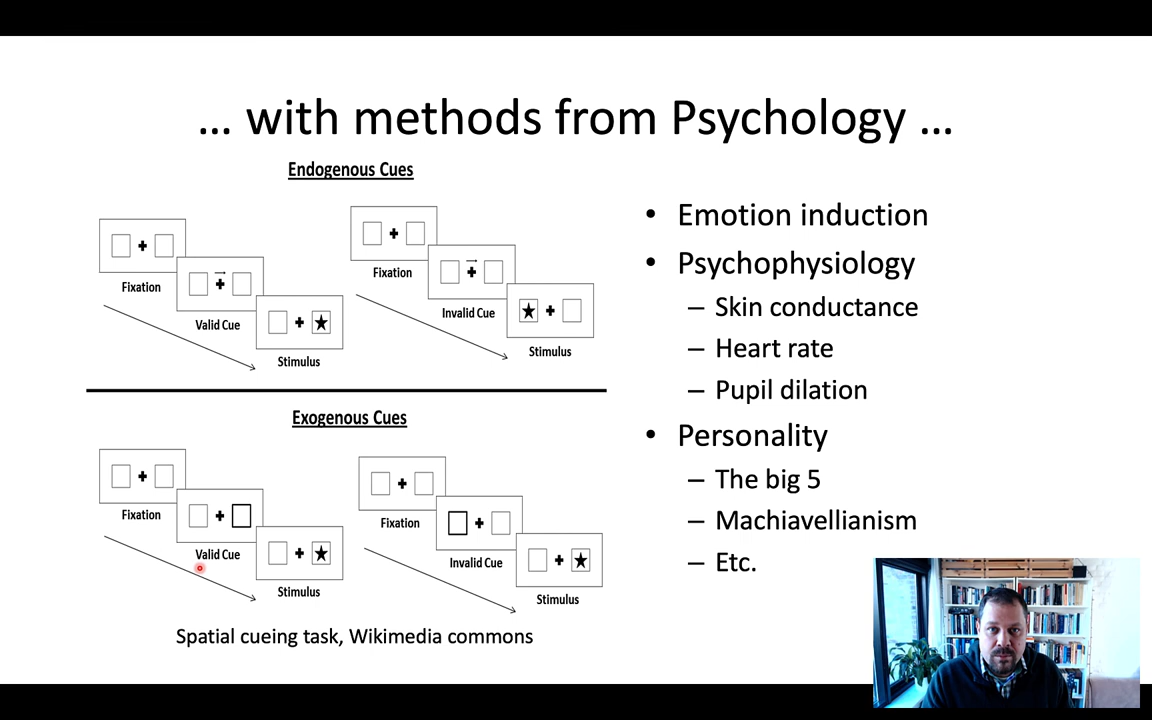 … with methods from Psychology …
Endogenous Cues
Fixation
Valid Cue
Stimulus
Fixation
Invalid Cue
Stimulus
Exogenous Cues
Fixation
Valid Cue
Stimulus
Fixation
Invalid Cue
Stimulus
Spatial cueing task, Wikimedia commons
• Emotion induction
• Psychophysiology
– Skin conductance
– Heart rate
– Pupil dilation
• Personality
– The big 5
– Machiavellianism
– Etc.